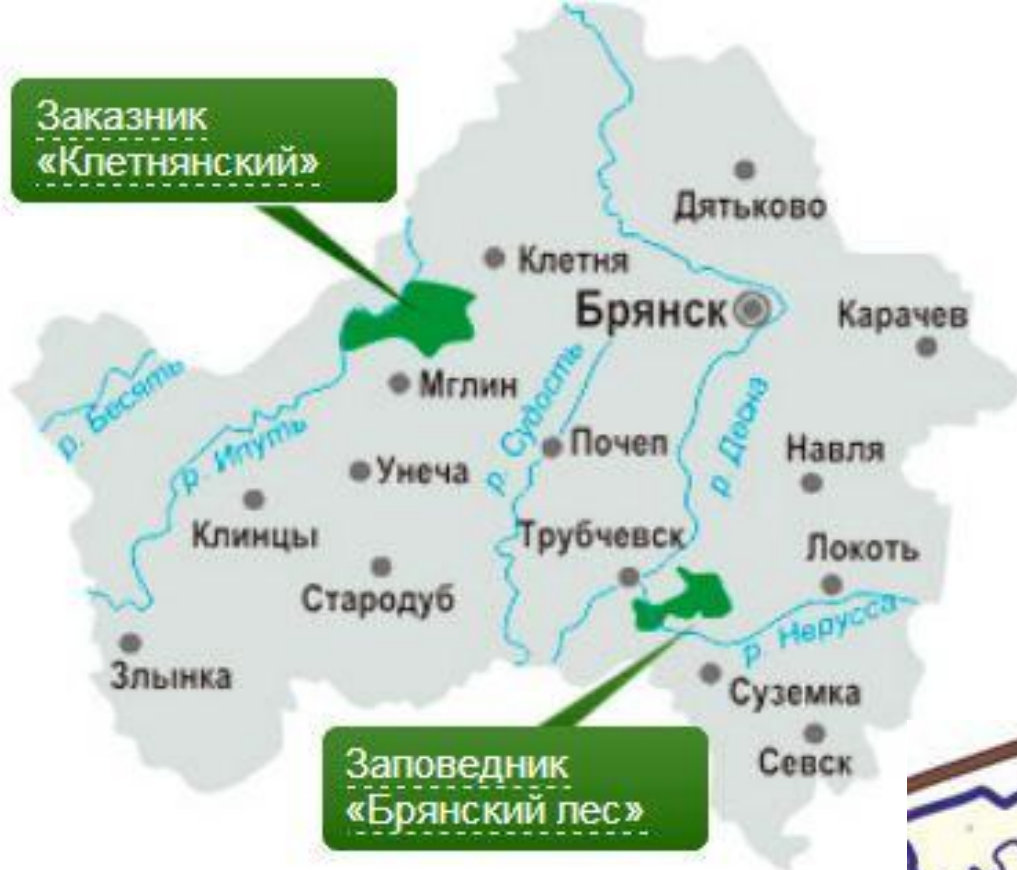 Заказник
«Клетнянский»
Дятьково
Клетня
Брянск
Карачев
р. Бесять
Мглин
р. Судость
р. Десна
р. Ипуть
Почеп
Навля
Унеча
Клинцы
Трубчевск
Локоть
Стародуб
р. Нерусса
Злынка
Суземка
Севск
Заповедник
«Брянский лес»